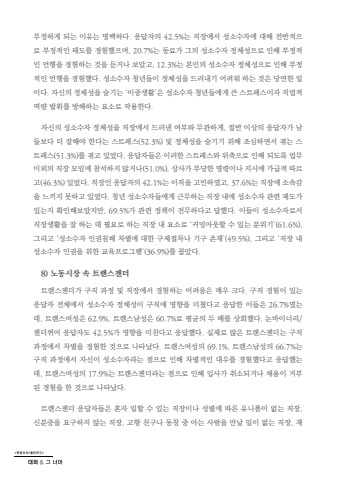 부정하게 되는 이유는 명백하다. 응답자의 42.5%는 직장에서 성소수자에 대해 전반적으
로 부정적인 태도를 경험했으며, 20.7%는 동료가 그의 성소수자 정체성으로 인해 부정적
인 언행을 경험하는 것을 듣거나 보았고, 12.3%는 본인의 성소수자 정체성으로 인해 부정
적인 언행을 경험했다. 성소수자 청년들이 정체성을 드러내기 어려워 하는 것은 당연한 일
이다. 자신의 정체성을 숨기는 '이중생활'은 성소수자 청년들에게 큰 스트레스이자 직업적
역량 발휘를 방해하는 요소로 작용한다.
자신의 성소수자 정체성을 직장에서 드러낸 여부와 무관하게, 절반 이상의 응답자가 남
들보다 더 잘해야 한다는 스트레스(52.3%) 및 정체성을 숨기기 위해 조심하면서 겪는 스
트레스(51.3%)를 겪고 있었다. 응답자들은 이러한 스트레스와 위축으로 인해 되도록 업무
이외의 직장 모임에 참석하지 않거나(51.0%), 상사가 부당한 명령이나 지시에 가급적 따르
고(46.3%) 있었다. 직장인 응답자의 42.1%는 이직을 고민하였고, 37.6%는 직장에 소속감
을 느끼지 못하고 있었다. 청년 성소수자들에게 근무하는 직장 내에 성소수자 관련 제도가
있는지 확인해보았지만, 69.5%가 관련 정책이 전무하다고 답했다. 이들이 성소수자로서
직장생활을 잘 하는 데 필요로 하는 직장 내 요소로 '커밍아웃할 수 있는 분위기'(61.6%),
그리고 '성소수자 인권침해 차별에 대한 구제절차나 기구 존재'(49.5%), 그리고 '직장 내
성소수자 인권을 위한 교육프로그램'(36.9%)를 꼽았다.
8) 노동시장 속 트랜스젠더
트랜스젠더가 구직 과정 및 직장에서 경험하는 어려움은 매우 크다. 구직 경험이 있는
응답자 전체에서 성소수자 정체성이 구직에 영향을 미쳤다고 응답한 이들은 26.7%였는
데, 트랜스여성은 62.9%, 트랜스남성은 60.7%로 평균의 두 배를 상회했다. 논바이너리/
젠더퀴어 응답자도 42.5%가 영향을 미친다고 응답했다. 실제로 많은 트랜스젠더는 구직
과정에서 차별을 경험한 것으로 나타났다. 트랜스여성의 69.1%, 트랜스남성의 66.7%는
구직 과정에서 자신이 성소수자라는 점으로 인해 차별적인 대우를 경험했다고 응답했는
데, 트랜스여성의 17.9%는 트랜스젠더라는 점으로 인해 입사가 취소되거나 채용이 거부
된 경험을 한 것으로 나타났다.
트랜스젠더 응답자들은 혼자 일할 수 있는 직장이나 성별에 따른 유니폼이 없는 직장,
신분증을 요구하지 않는 직장, 고향 친구나 동창 중 아는 사람을 만날 일이 없는 직장, 재
대화 & 그 너머